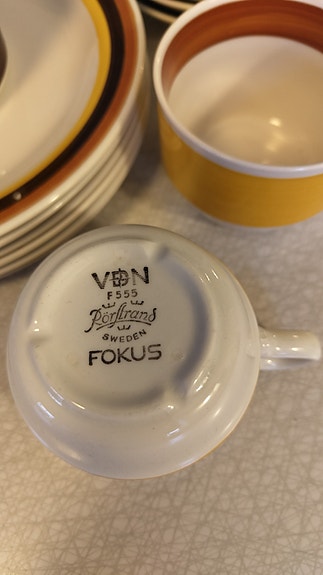 VDN
F555
Rörstrand
SWEDEN
FOKUS